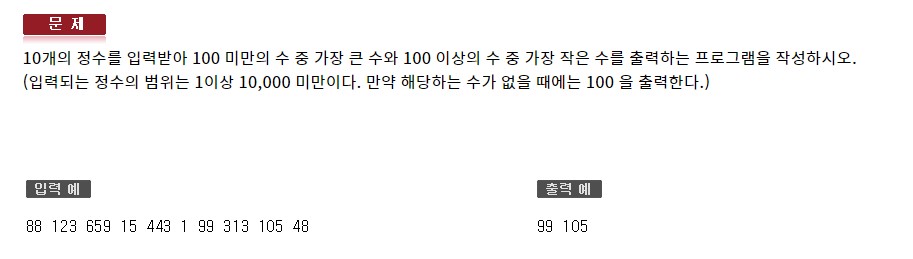 문 제
10개의 정수를 입력받아 100 미만의 수 중 가장 큰 수와 100 이상의 수 중 가장 작은 수를 출력하는 프로그램을 작성하시오.
(입력되는 정수의 범위는 1이상 10,000 미만이다. 만약 해당하는 수가 없을 때에는 100 을 출력한다.)
입력 예
88 123 659 15 443 1 99 313 105 48
출력 예
99 105